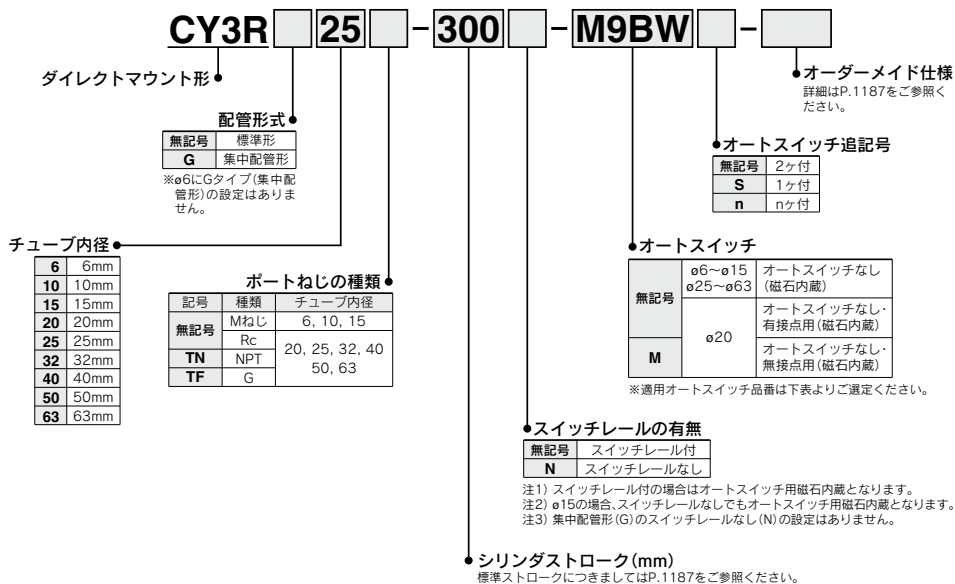 CY3R 25 - 300 - M9BW -
ダイレクトマウント形
オーダーメイド仕様
詳細はP.1187をご参照く
ださい。
配管形式
無記号 標準形
G 集中配管形
※ø6にGタイプ(集中配
管形)の設定はありま
せん。
オートスイッチ追記号
無記号 2ヶ付
S 1ヶ付
n nヶ付
チューブ内径
6 6mm
10 10mm
15 15mm
20 20mm
25 25mm
32 32mm
40 40mm
50 50mm
63 63mm
ポートねじの種類
記号 種類 チューブ内径
無記号 Mねじ 6, 10, 15
Rc 20, 25, 32, 40
TN NPT 50, 63
TF G
オートスイッチ
無記号 ø6～ø15 オートスイッチなし
ø25～ø63 (磁石内蔵)
ø20 オートスイッチなし・
有接点用(磁石内蔵)
M オートスイッチなし・
無接点用(磁石内蔵)
※適用オートスイッチ品番は下表よりご選定ください。
スイッチレールの有無
無記号 スイッチレール付
N スイッチレールなし
注1) スイッチレール付の場合はオートスイッチ用磁石内蔵となります。
注2) ø15の場合、スイッチレールなしでもオートスイッチ用磁石内蔵となります。
注3) 集中配管形(G)のスイッチレールなし(N)の設定はありません。
シリンダストローク(mm)
標準ストロークにつきましてはP.1187をご参照ください。